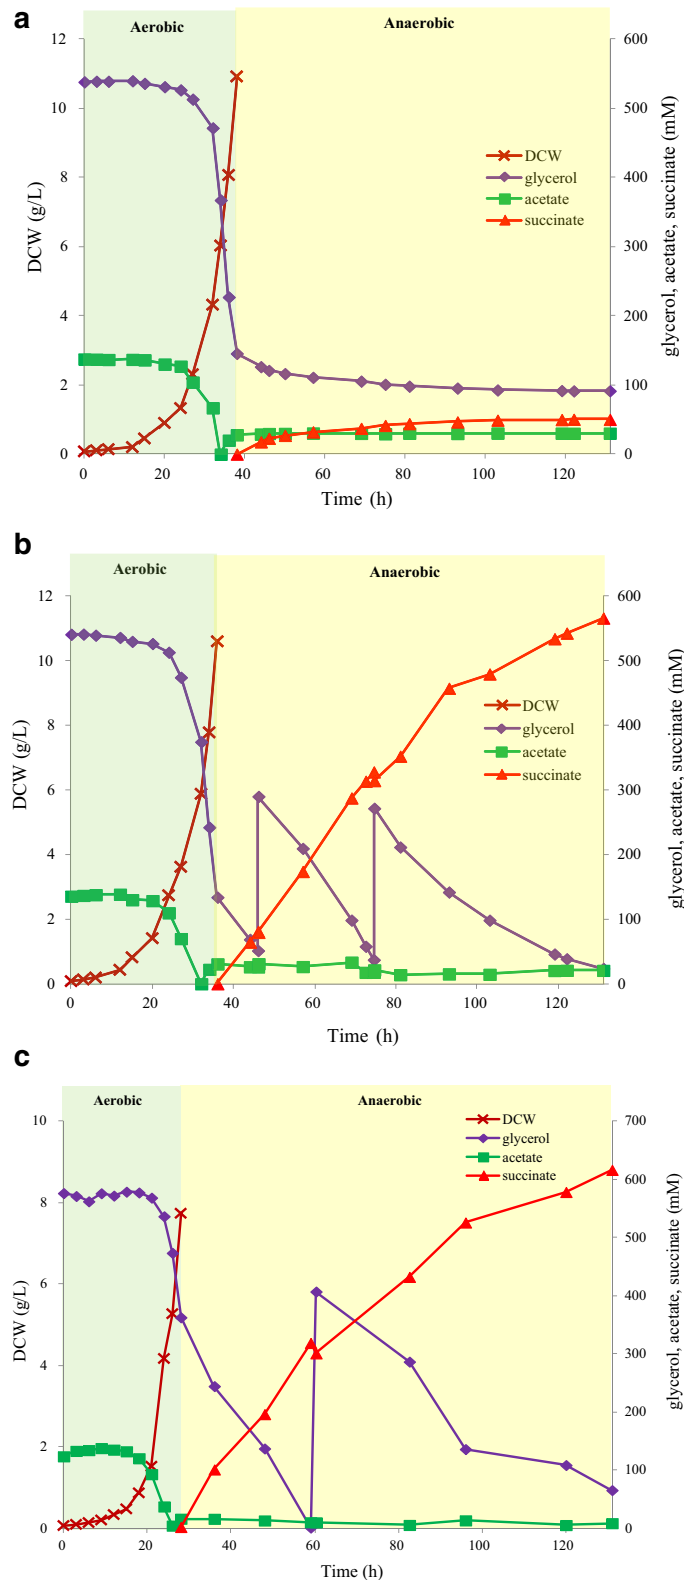 a
Aerobic
Anaerobic
12
10
8
6
4
2
0
DCW (g/L)
600
500
400
300
200
100
0
glycerol, acetate, succinate (mM)
DCW
glycerol
acetate
succinate
0 20 40 60 80 100 120
Time (h)
b
Aerobic
Anaerobic
12
10
8
6
4
2
0
DCW (g/L)
600
500
400
300
200
100
0
glycerol, acetate, succinate (mM)
DCW
glycerol
acetate
succinate
0 20 40 60 80 100 120
Time (h)
c
Aerobic
Anaerobic
10
8
6
4
2
0
DCW (g/L)
700
600
500
400
300
200
100
0
glycerol, acetate, succinate (mM)
DCW
glycerol
acetate
succinate
0 20 40 60 80 100 120
Time (h)